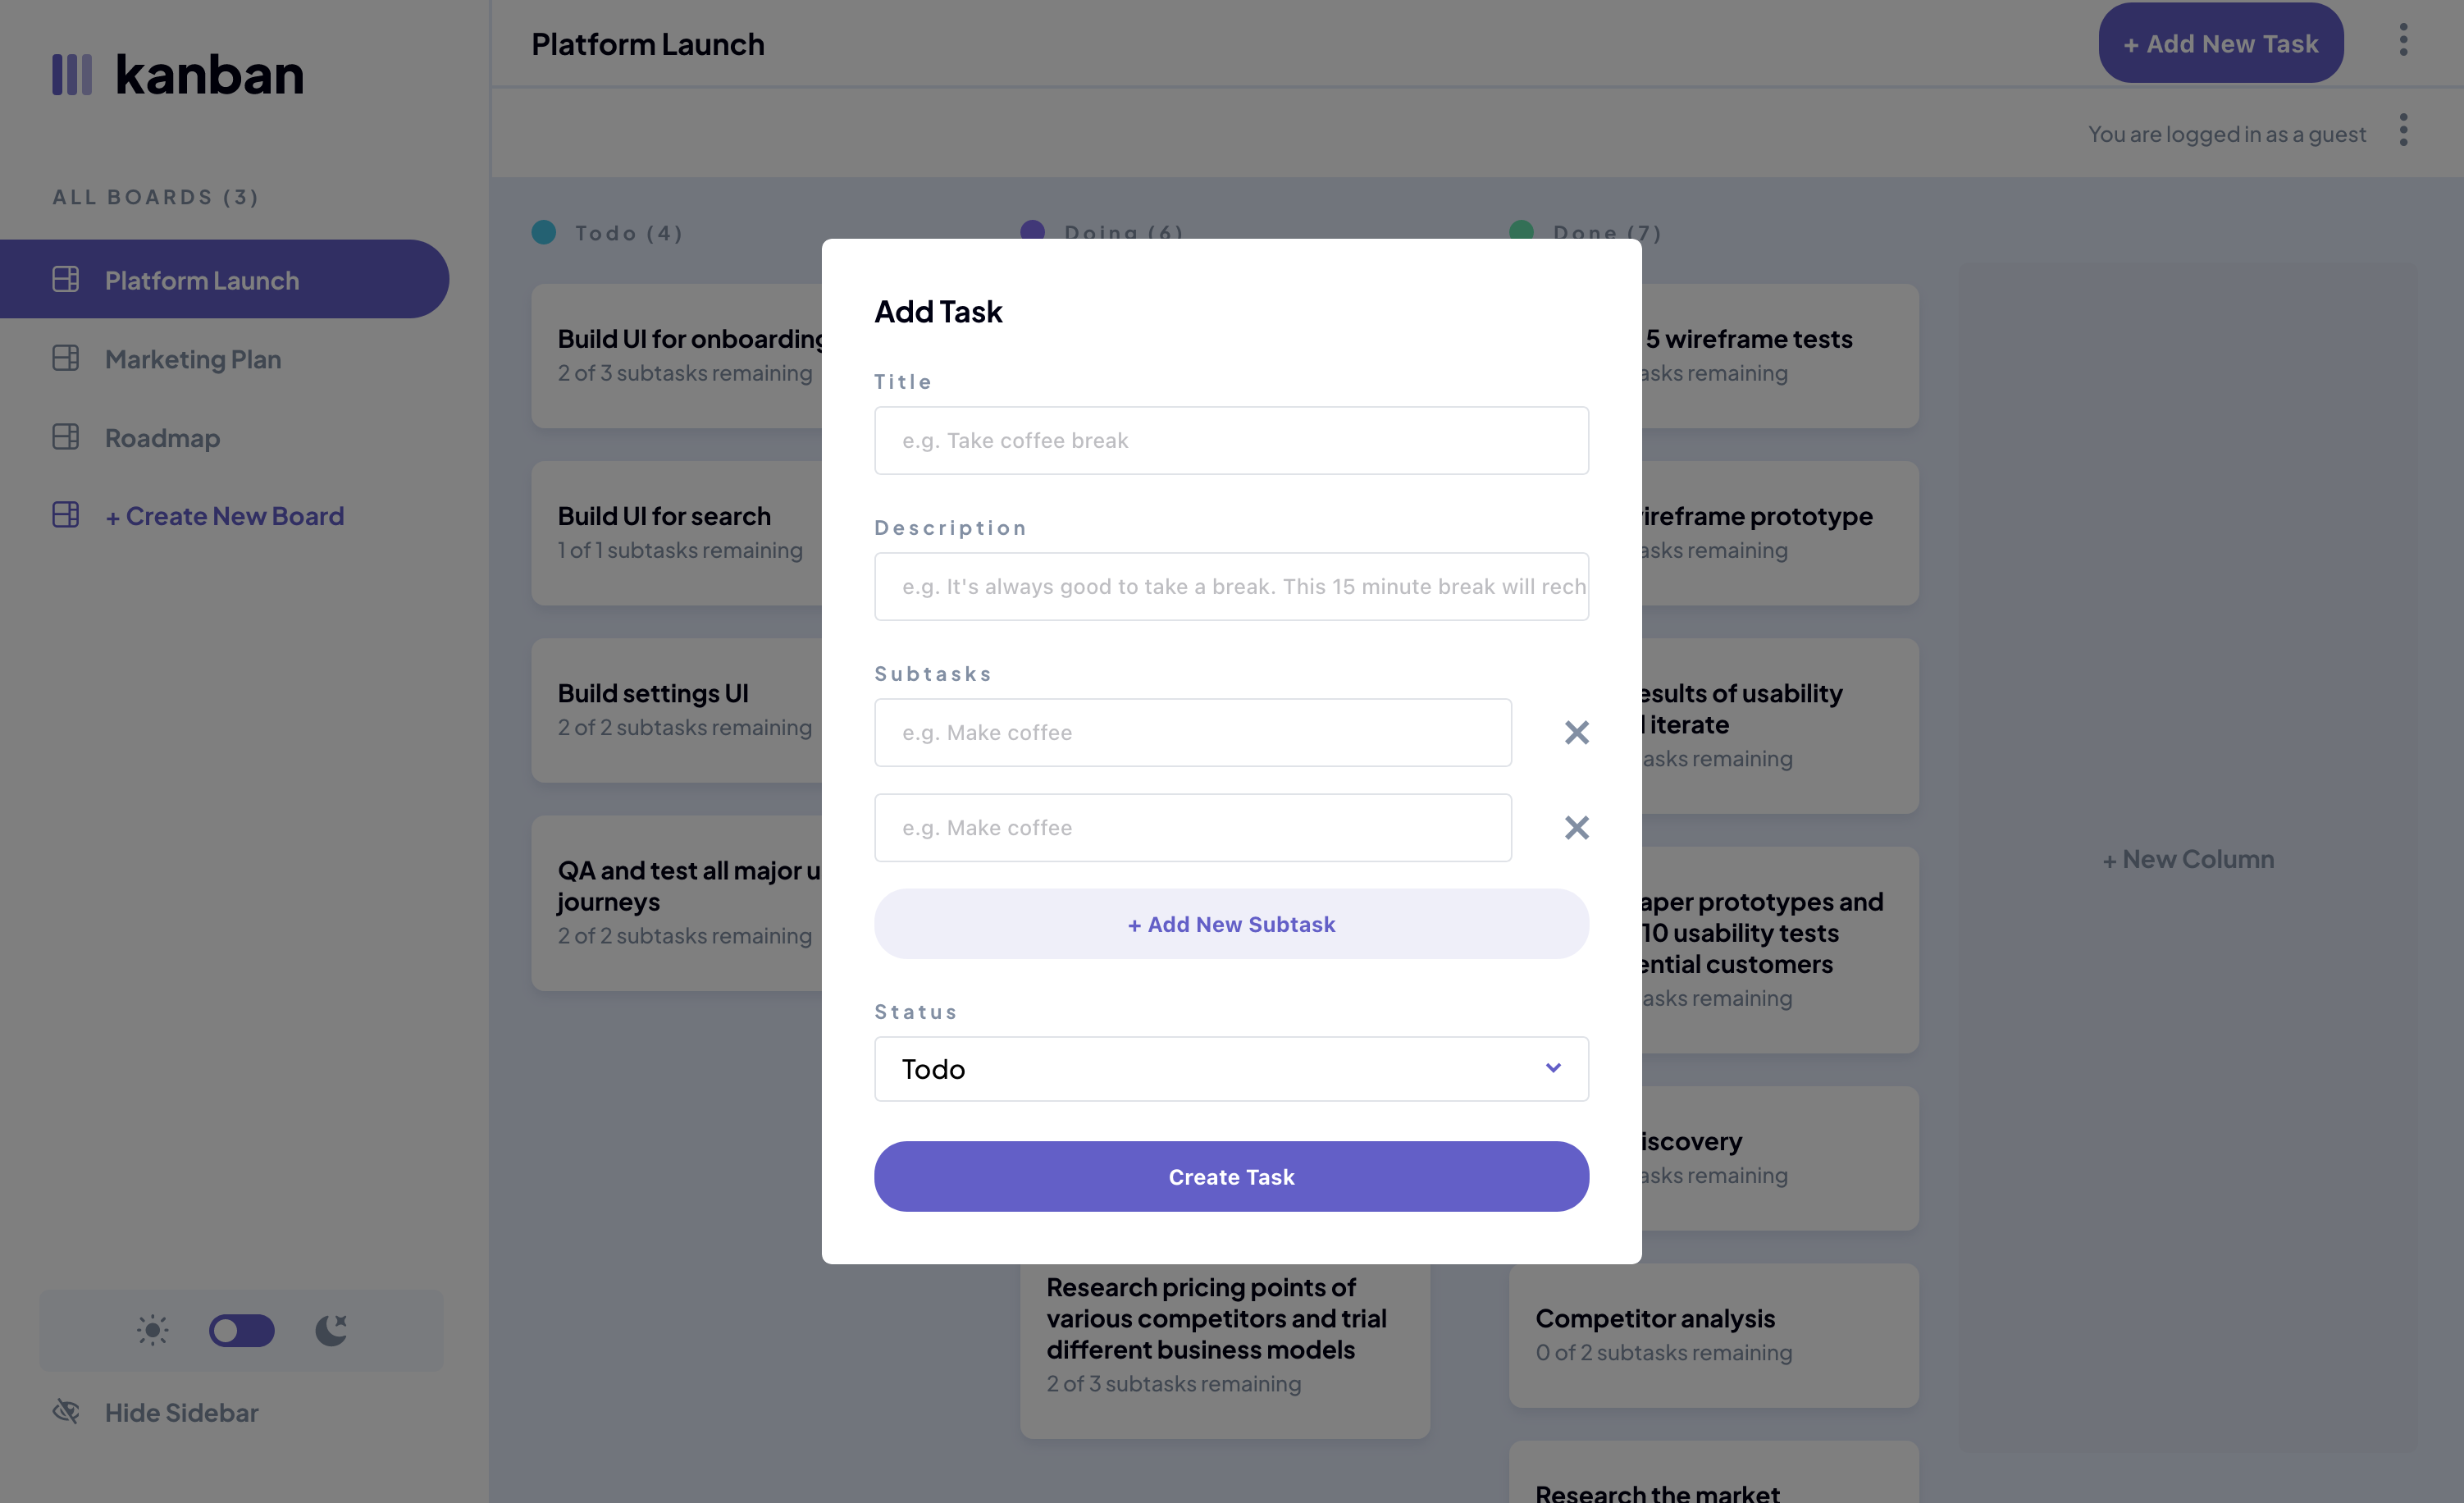 kanban
ALL BOARDS (3)
Platform Launch
Marketing Plan
Roadmap
+ Create New Board
Hide Sidebar
Platform Launch
+ Add New Task
You are logged in as a guest
Todo (4)
Build UI for onboarding
2 of 3 subtasks remaining
Build UI for search
1 of 1 subtasks remaining
Build settings UI
2 of 2 subtasks remaining
QA and test all major u
journeys
2 of 2 subtasks remaining
Doing (6)
Research pricing points of
various competitors and trial
different business models
2 of 3 subtasks remaining
Done (7)
5 wireframe tests
asks remaining
ireframe prototype
asks remaining
esults of usability
iterate
asks remaining
aper prototypes and
10 usability tests
ential customers
asks remaining
iscovery
asks remaining
Competitor analysis
0 of 2 subtasks remaining
Research the market
+ New Column
Add Task
Title
e.g. Take coffee break
Description
e.g. It's always good to take a break. This 15 minute break will rech
Subtasks
e.g. Make coffee
e.g. Make coffee
+ Add New Subtask
Status
Todo
Create Task